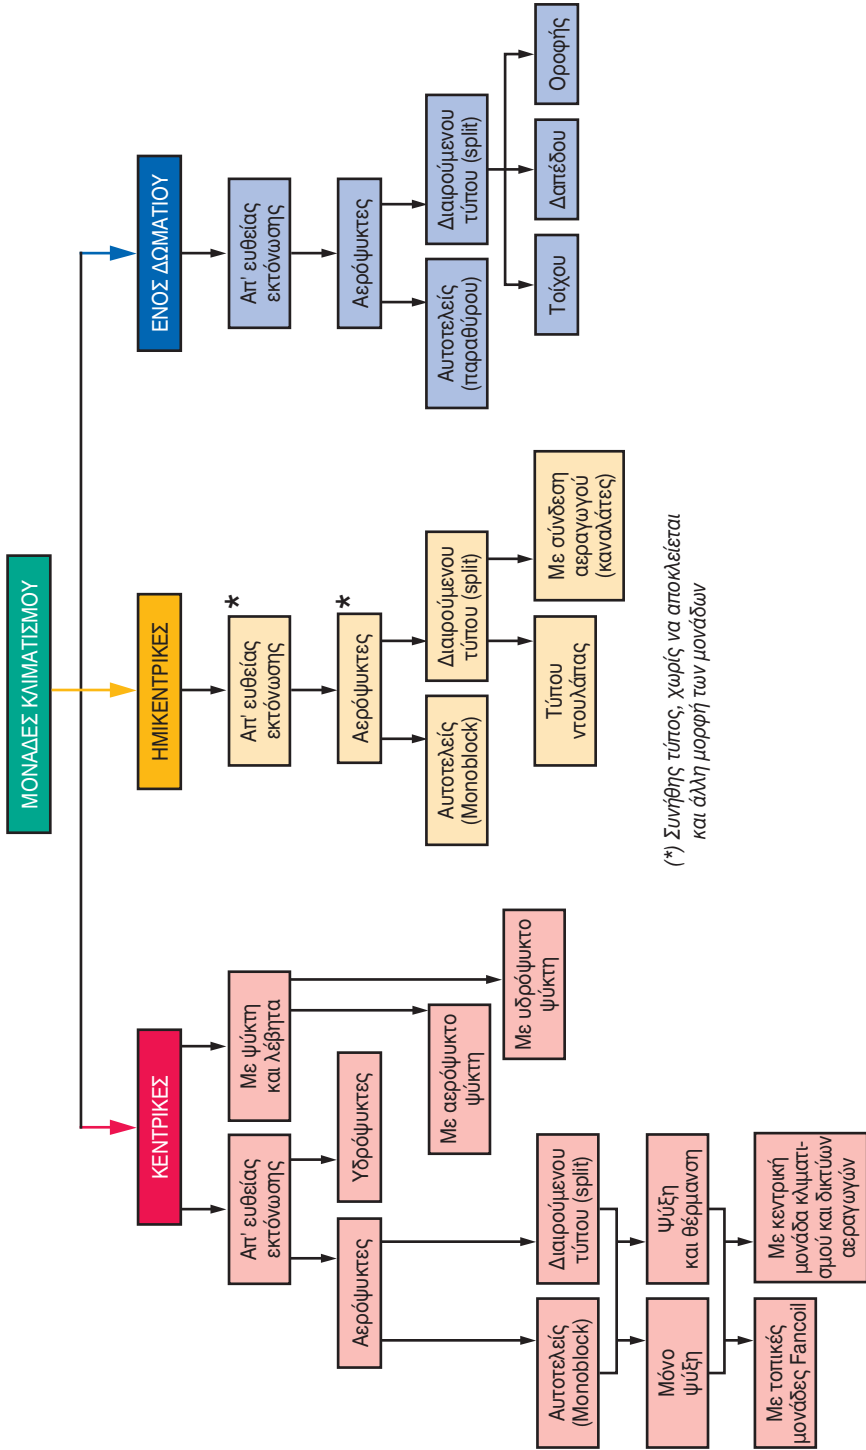 ΜΟΝΑΔΕΣ ΚΛΙΜΑΤΙΣΜΟΥ
ΚΕΝΤΡΙΚΕΣ
Απ' ευθείας
εκτόνωσης
Με ψύκτη
και λέβητα
Αερόψυκτες
Υδρόψυκτες
Με αερόψυκτο
ψύκτη
Με υδρόψυκτο
ψύκτη
Αυτοτελείς
(Monoblock)
Διαιρούμενου
τύπου (split)
Μόνο
ψύξη
Ψύξη
και θέρμανση
Με τοπικές
μονάδες Fancoil
Με κεντρική
μονάδα κλιματι-
σμού και δικτύων
αεραγωγών
ΗΜΙΚΕΝΤΡΙΚΕΣ
Απ' ευθείας
εκτόνωσης
*
Αερόψυκτες
*
Αυτοτελείς
(Monoblock)
Διαιρούμενου
τύπου (split)
Τύπου
ντουλάπας
Με σύνδεση
αεραγωγού
(καναλάτες)
(*) Συνήθης τύπος, χωρίς να αποκλείεται
και άλλη μορφή των μονάδων
ΕΝΟΣ ΔΩΜΑΤΙΟΥ
Απ' ευθείας
εκτόνωσης
Αερόψυκτες
Αυτοτελείς
(παραθύρου)
Διαιρούμενου
τύπου (split)
Τοίχου
Δαπέδου
Οροφής